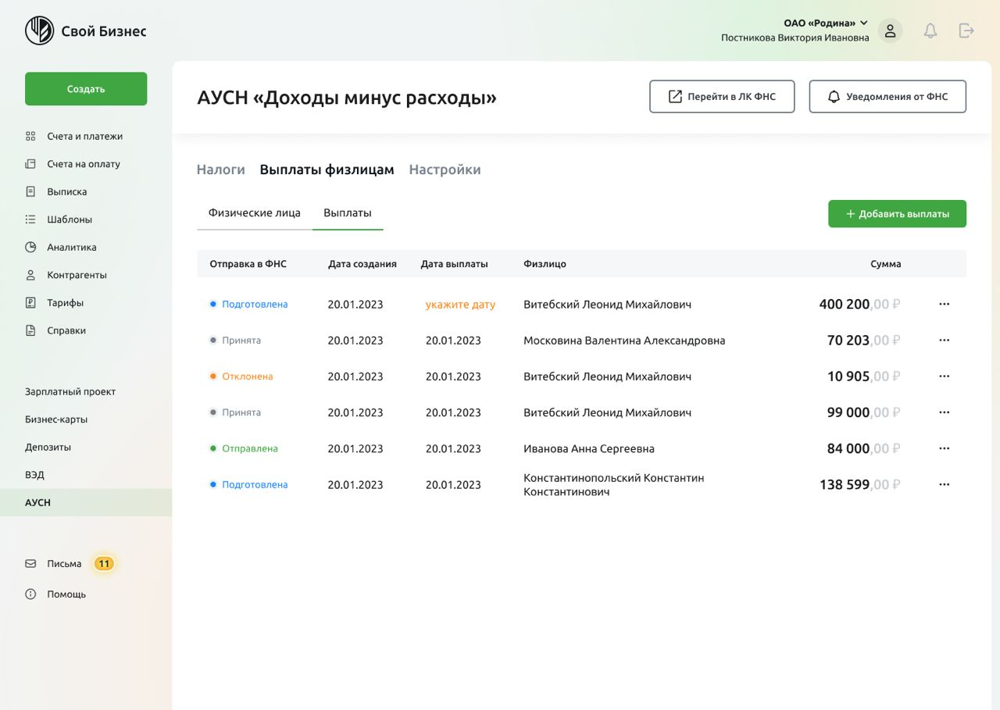 Свой Бизнес
ОАО «Родина»
Постникова Виктория Ивановна
Создать
Счета и платежи
Счета на оплату
Выписка
Шаблоны
Аналитика
Контрагенты
Тарифы
Справки
Зарплатный проект
Бизнес-карты
Депозиты
ВЭД
АУСН
Письма 11
Помощь
АУСН «Доходы минус расходы»
Перейти в ЛК ФНС
Уведомления от ФНС
Налоги Выплаты физлицам Настройки
Физические лица Выплаты
+ Добавить выплаты
Отправка в ФНС Дата создания Дата выплаты Физлицо Сумма
Подготовлена 20.01.2023 укажите дату Витебский Леонид Михайлович 400 200,00 ₽
Принята 20.01.2023 20.01.2023 Московина Валентина Александровна 70 203,00 ₽
Отклонена 20.01.2023 20.01.2023 Витебский Леонид Михайлович 10 905,00 ₽
Принята 20.01.2023 20.01.2023 Витебский Леонид Михайлович 99 000,00 ₽
Отправлена 20.01.2023 20.01.2023 Иванова Анна Сергеевна 84 000,00 ₽
Подготовлена 20.01.2023 20.01.2023 Константинопольский Константин 138 599,00 ₽
Константинович